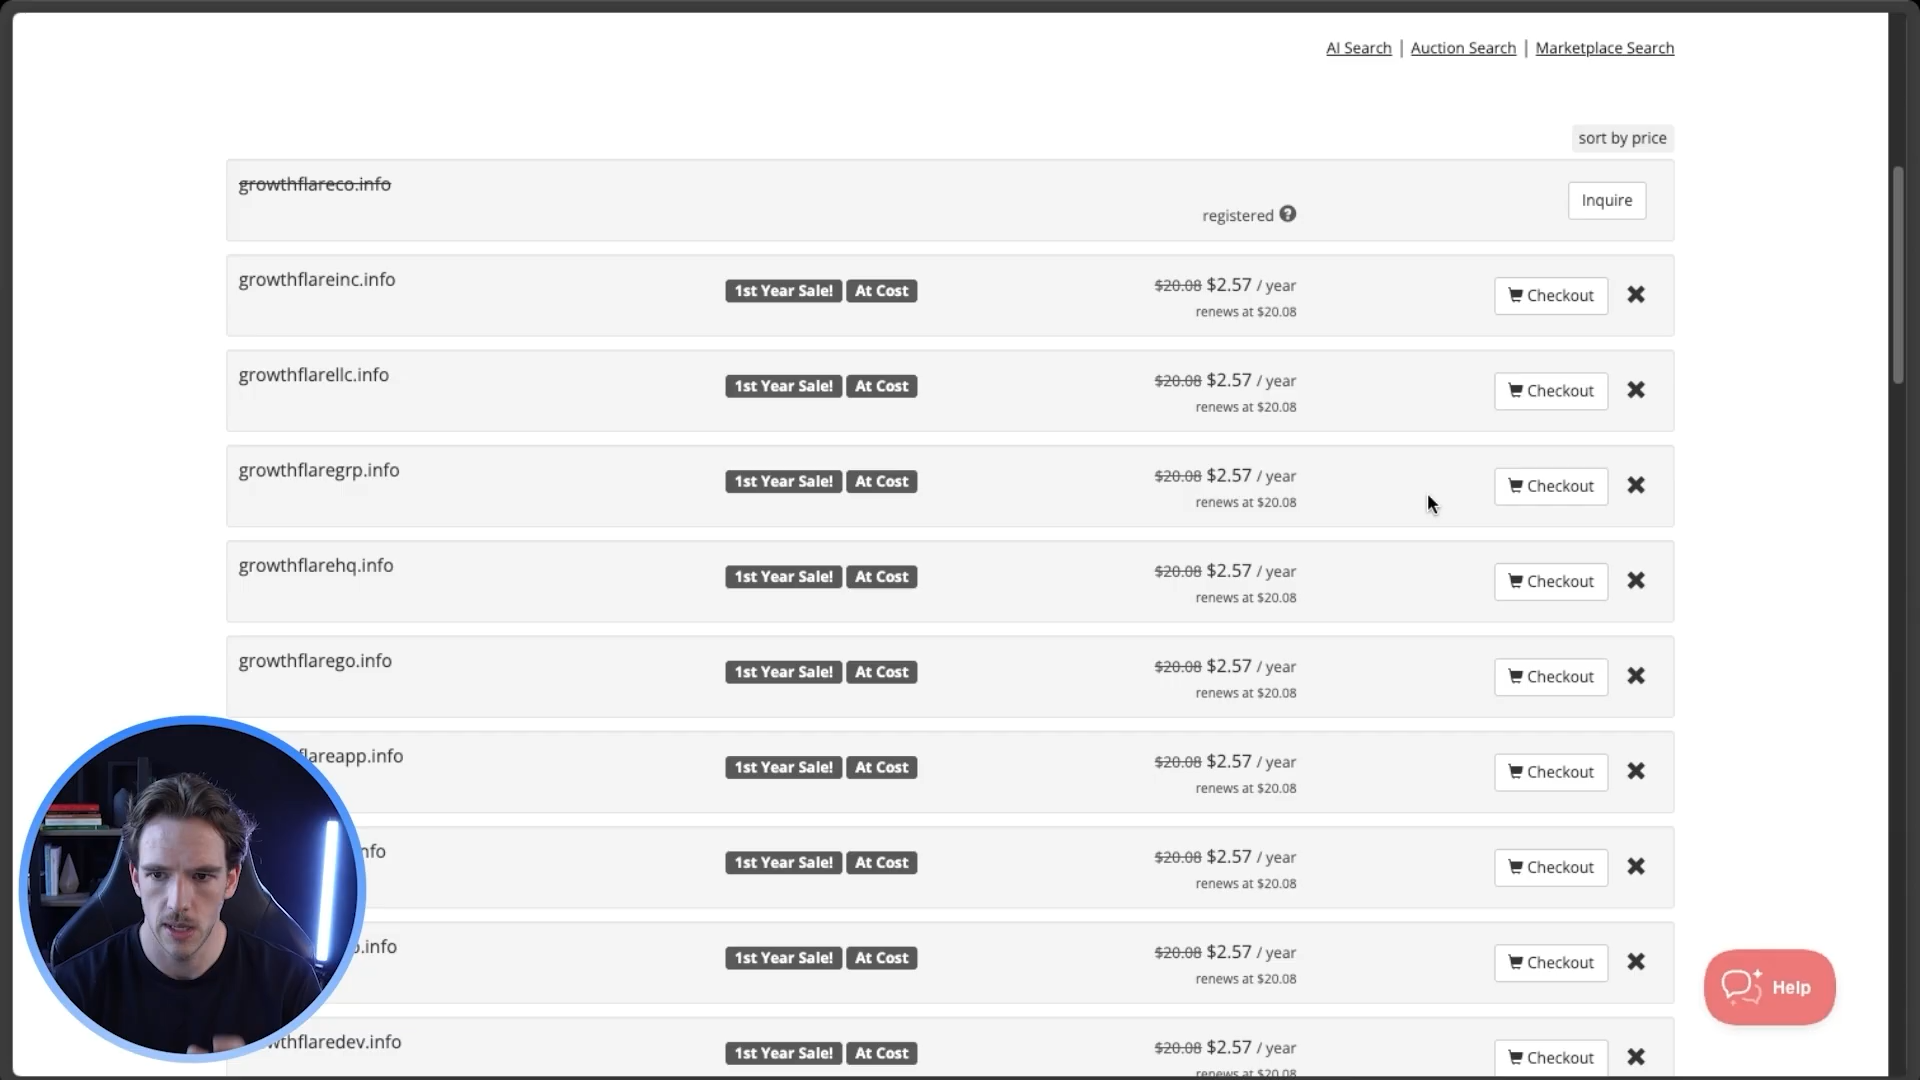 AI Search | Auction Search | Marketplace Search
sort by price
growthflareco.info
registered
Inquire
growthflareinc.info
1st Year Sale! At Cost
$20.08 $2.57 / year
renews at $20.08
Checkout
growthflarellc.info
1st Year Sale! At Cost
$20.08 $2.57 / year
renews at $20.08
Checkout
growthflaregrp.info
1st Year Sale! At Cost
$20.08 $2.57 / year
renews at $20.08
Checkout
growthflarehq.info
1st Year Sale! At Cost
$20.08 $2.57 / year
renews at $20.08
Checkout
growthflarego.info
1st Year Sale! At Cost
$20.08 $2.57 / year
renews at $20.08
Checkout
flareapp.info
1st Year Sale! At Cost
$20.08 $2.57 / year
renews at $20.08
Checkout
nfo
1st Year Sale! At Cost
$20.08 $2.57 / year
renews at $20.08
Checkout
.info
1st Year Sale! At Cost
$20.08 $2.57 / year
renews at $20.08
Checkout
wthflaredev.info
1st Year Sale! At Cost
$20.08 $2.57 / year
renews at $20.08
Checkout
Help